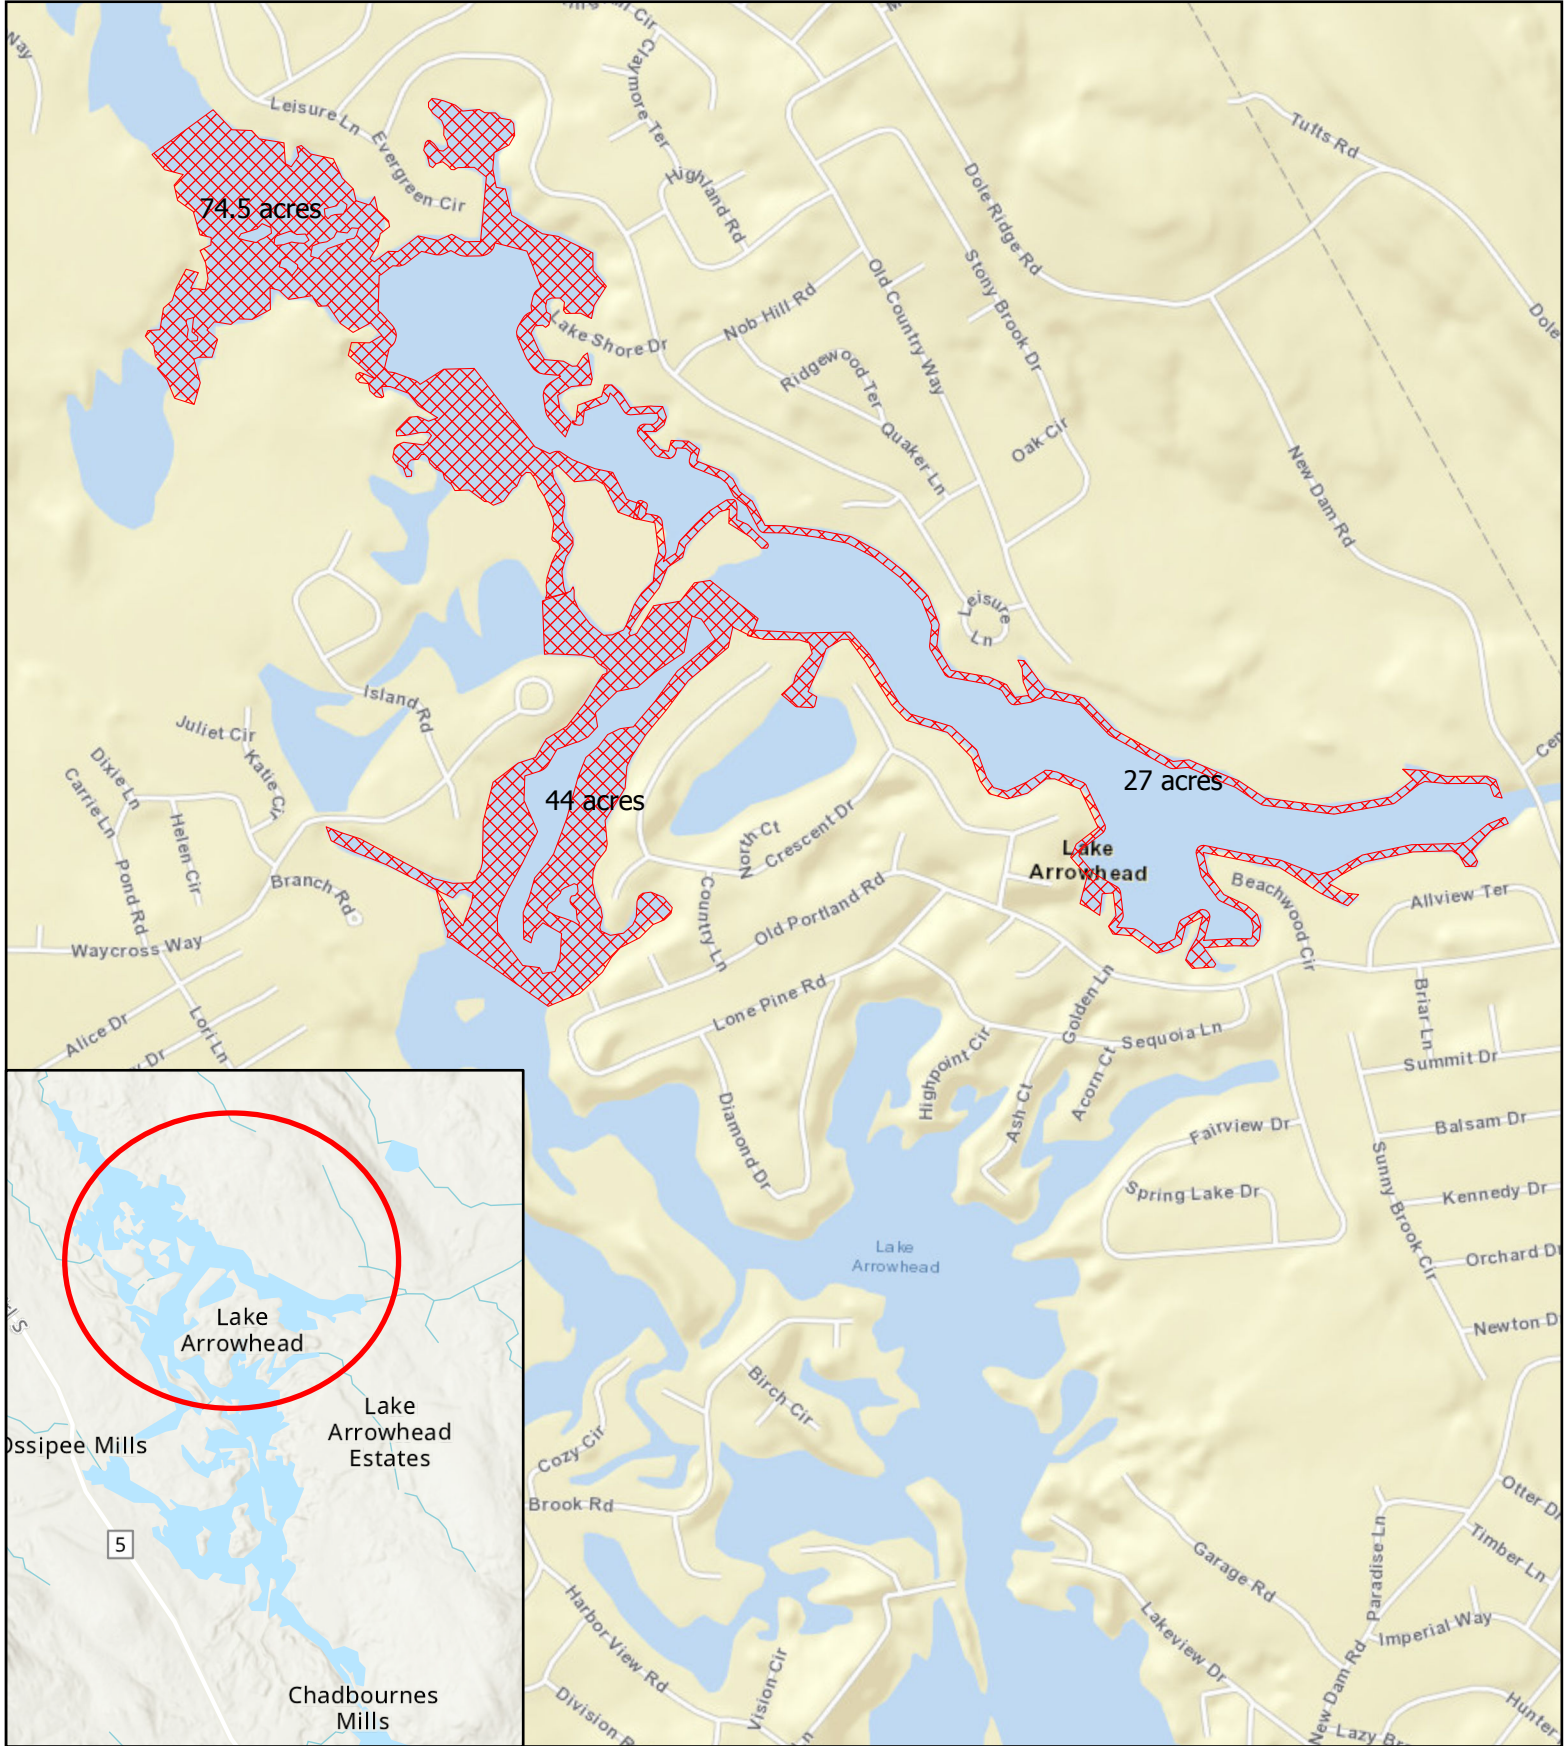 Leisure Ln
Evergreen Cir
Claymore Ter
Highland Rd
Tufts Rd
Dole Ridge Rd
Stony Brook Dr
Old Country Way
74.5 acres
Nob Hill Rd
Lake Shore Dr
Ridgewood Ter
Quaker Ln
Oak Cir
New Dam Rd
Dole
Leisure
Ln
Island Rd
Juliet Cir
Katie Cir
Dixie Ln
Carrie Ln
Helen Cir
Pond Rd
Branch Rd
Waycross Way
Alice Dr
Lori Ln
44 acres
27 acres
Cen
North Ct
Crescent Dr
Lake
Arrowhead
Country Ln
Old Portland Rd
Lone Pine Rd
Beachwood Cir
Allview Ter
Golden Ln
Sequoia Ln
Briar Ln
Summit Dr
Highpoint Cir
Ash Ct
Acorn Ct
Diamond Dr
Fairview Dr
Balsam Dr
Spring Lake Dr
Sunny Brook Cir
Kennedy Dr
Orchard D
Newton D
Lake
Arrowhead
Birch Cir
Cozy Cir
Brook Rd
Harbor View Rd
Division R
Vision Cir
Ln
Garage Rd
Lakeview Dr
Paradise Ln
Otter Dr
Timber Ln
Imperial Way
New Dam Rd
Hunter
Lazy Br
Lake
Arrowhead
Lake
Arrowhead
Estates
Ossipee Mills
5
Chadbournes
Mills